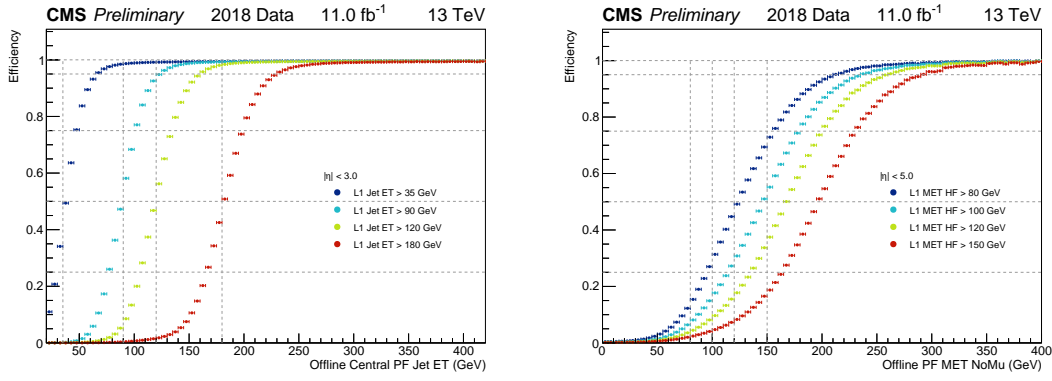 CMS Preliminary 2018 Data 11.0 fb-1 13 TeV
Efficiency
1
0.8
0.6
0.4
0.2
0
|η| < 3.0
L1 Jet ET > 35 GeV
L1 Jet ET > 90 GeV
L1 Jet ET > 120 GeV
L1 Jet ET > 180 GeV
50 100 150 200 250 300 350 400
Offline Central PF Jet ET (GeV)
CMS Preliminary 2018 Data 11.0 fb-1 13 TeV
Efficiency
1
0.8
0.6
0.4
0.2
0
|η| < 5.0
L1 MET HF > 80 GeV
L1 MET HF > 100 GeV
L1 MET HF > 120 GeV
L1 MET HF > 150 GeV
0 50 100 150 200 250 300 350 400
Offline PF MET NoMu (GeV)